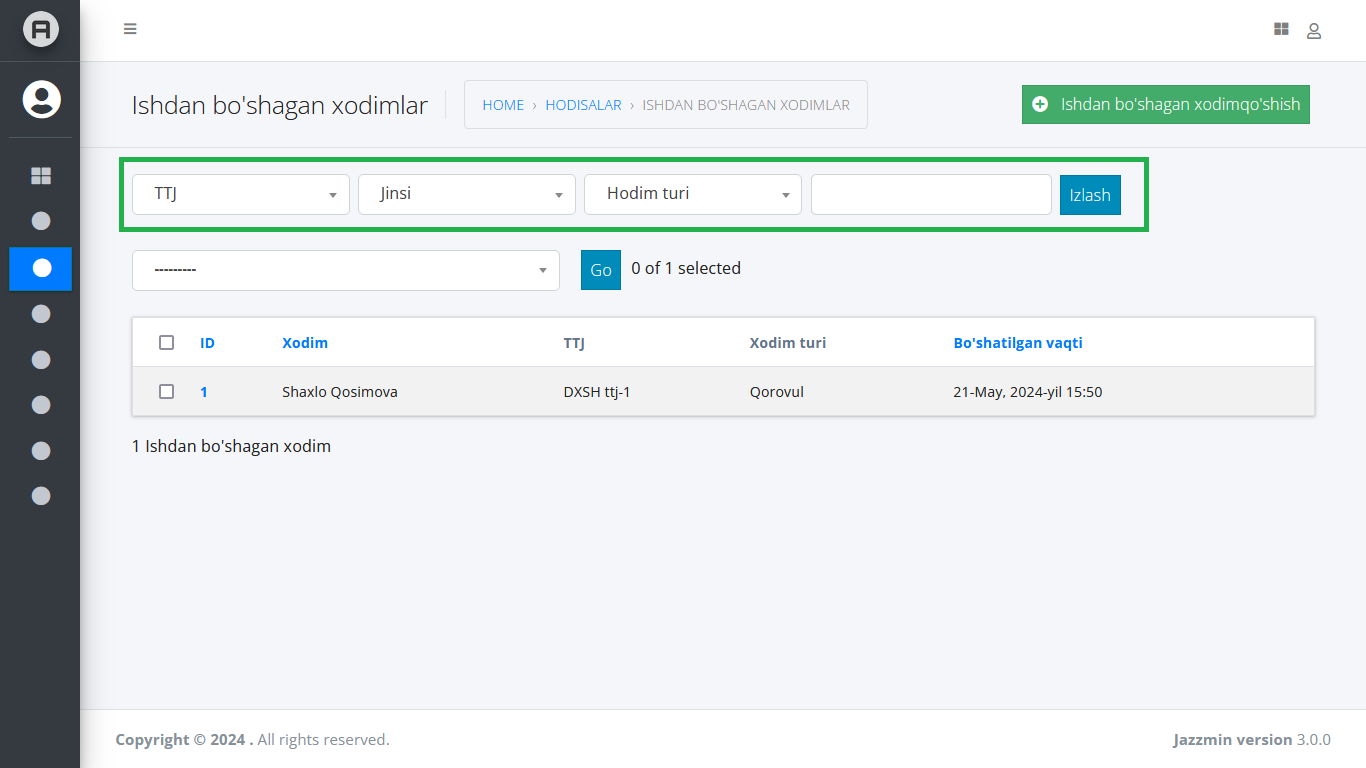 Ishdan bo'shagan xodimlar
HOME › HODISALAR › ISHDAN BO'SHAGAN XODIMLAR
Ishdan bo'shagan xodimqo'shish
TTJ Jinsi Hodim turi Izlash
--------- Go 0 of 1 selected
ID Xodim TTJ Xodim turi Bo'shatilgan vaqti
1 Shaxlo Qosimova DXSH ttj-1 Qorovul 21-May, 2024-yil 15:50
1 Ishdan bo'shagan xodim
Copyright © 2024 . All rights reserved. Jazzmin version 3.0.0